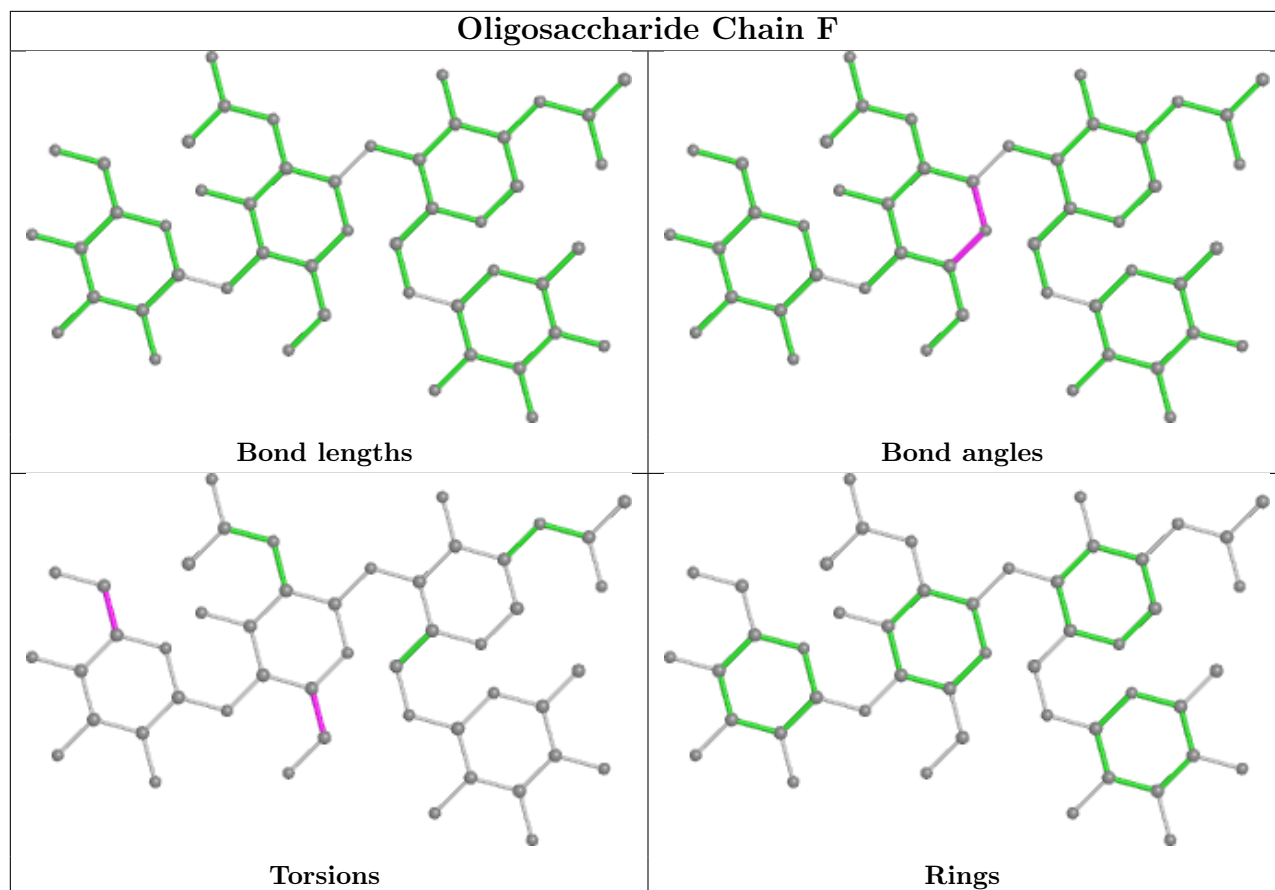 Oligosaccharide Chain F
Bond lengths
Bond angles
Torsions
Rings